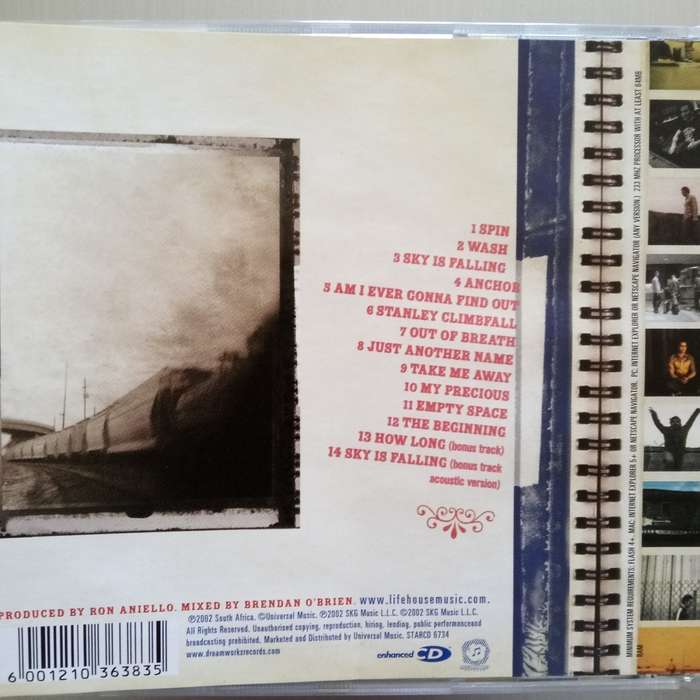 1 SPIN
2 WASH
3 SKY IS FALLING
4 ANCHOR
5 AM I EVER GONNA FIND OUT
6 STANLEY CLIMBFALL
7 OUT OF BREATH
8 JUST ANOTHER NAME
9 TAKE ME AWAY
10 MY PRECIOUS
11 EMPTY SPACE
12 THE BEGINNING
13 HOW LONG (bonus track)
14 SKY IS FALLING (bonus track
acoustic version)
PRODUCED BY RON ANIELLO. MIXED BY BRENDAN O'BRIEN. www.lifehousemusic.com.
℗2002 South Africa. ©Universal Music. ℗2002 SKG Music L.L.C. ©2002 SKG Music L.L.C.
All Rights Reserved. Unauthorised copying, reproduction, hiring, lending, public performanceand
broadcasting prohibited. Marketed and Distributed by Universal Music. STARCD 6734
www.dreamworksrecords.com
6 001210 363835
enhanced CD
MINIMUM SYSTEM REQUIREMENTS: FLASH 4+. MAC: INTERNET EXPLORER 5+ OR NETSCAPE NAVIGATOR. PC: INTERNET EXPLORER OR NETSCAPE NAVIGATOR (ANY VERSION.) 233 MHZ PROCESSOR WITH AT LEAST 64MB
RAM